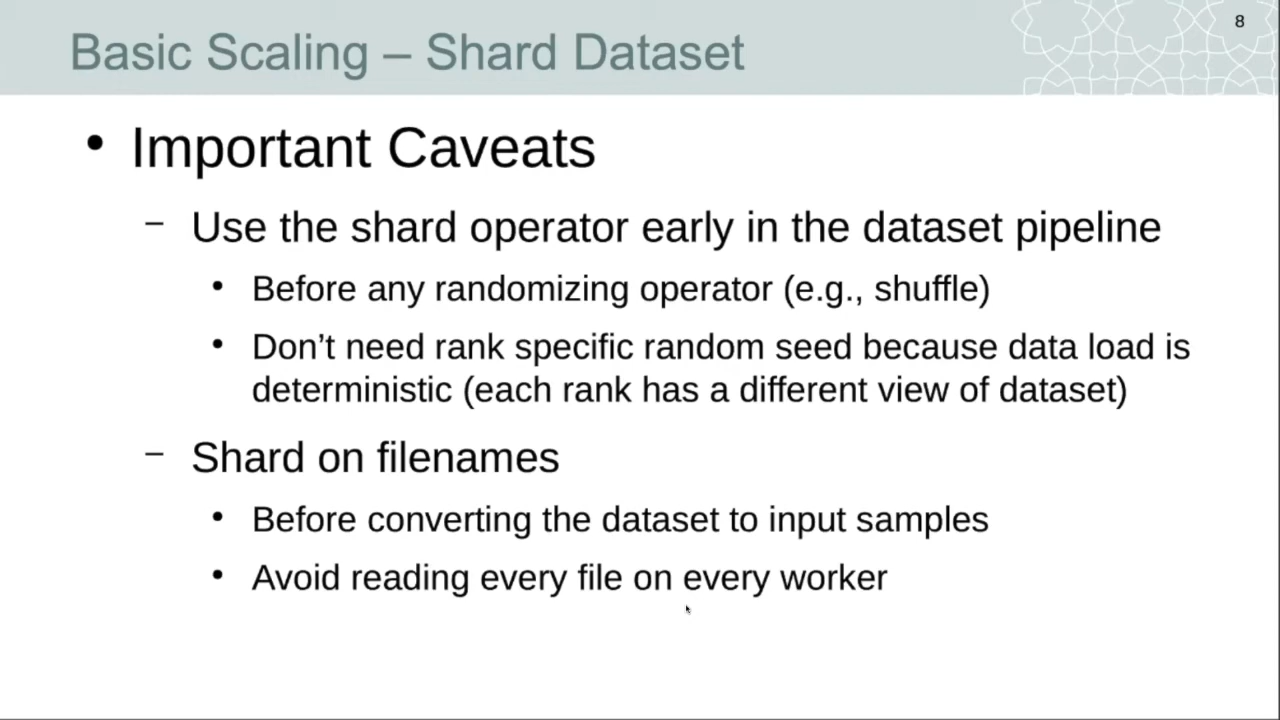 8
Basic Scaling – Shard Dataset
• Important Caveats
– Use the shard operator early in the dataset pipeline
• Before any randomizing operator (e.g., shuffle)
• Don’t need rank specific random seed because data load is
deterministic (each rank has a different view of dataset)
– Shard on filenames
• Before converting the dataset to input samples
• Avoid reading every file on every worker